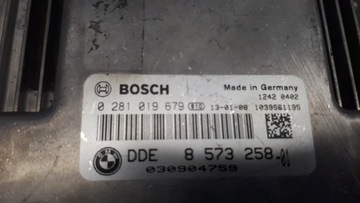 BOSCH
Made in Germany
1242 0402
0 281 019 679
13-01-08 1039S61195
BMW
DDE 8 573 258-01
030904759